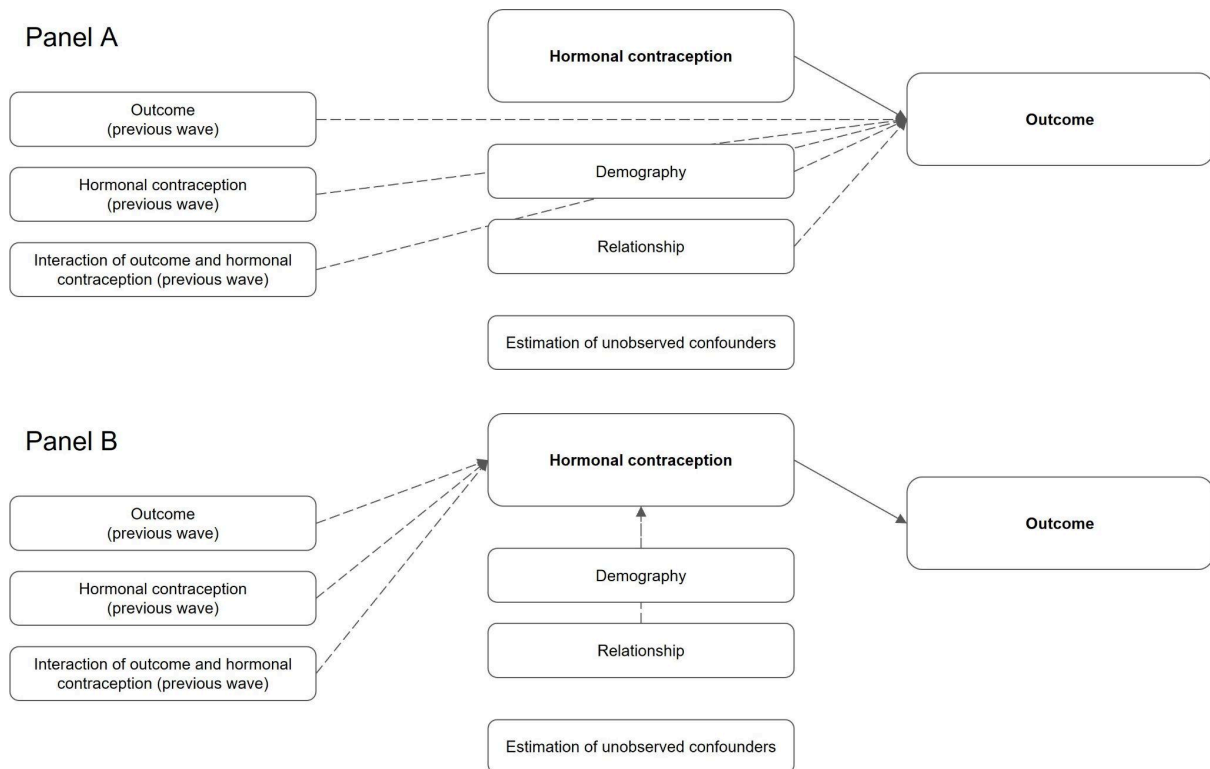 Panel A
Hormonal contraception
Outcome
Outcome
(previous wave)
Demography
Hormonal contraception
(previous wave)
Relationship
Interaction of outcome and hormonal
contraception (previous wave)
Estimation of unobserved confounders
Panel B
Hormonal contraception
Outcome
Outcome
(previous wave)
Demography
Hormonal contraception
(previous wave)
Relationship
Interaction of outcome and hormonal
contraception (previous wave)
Estimation of unobserved confounders